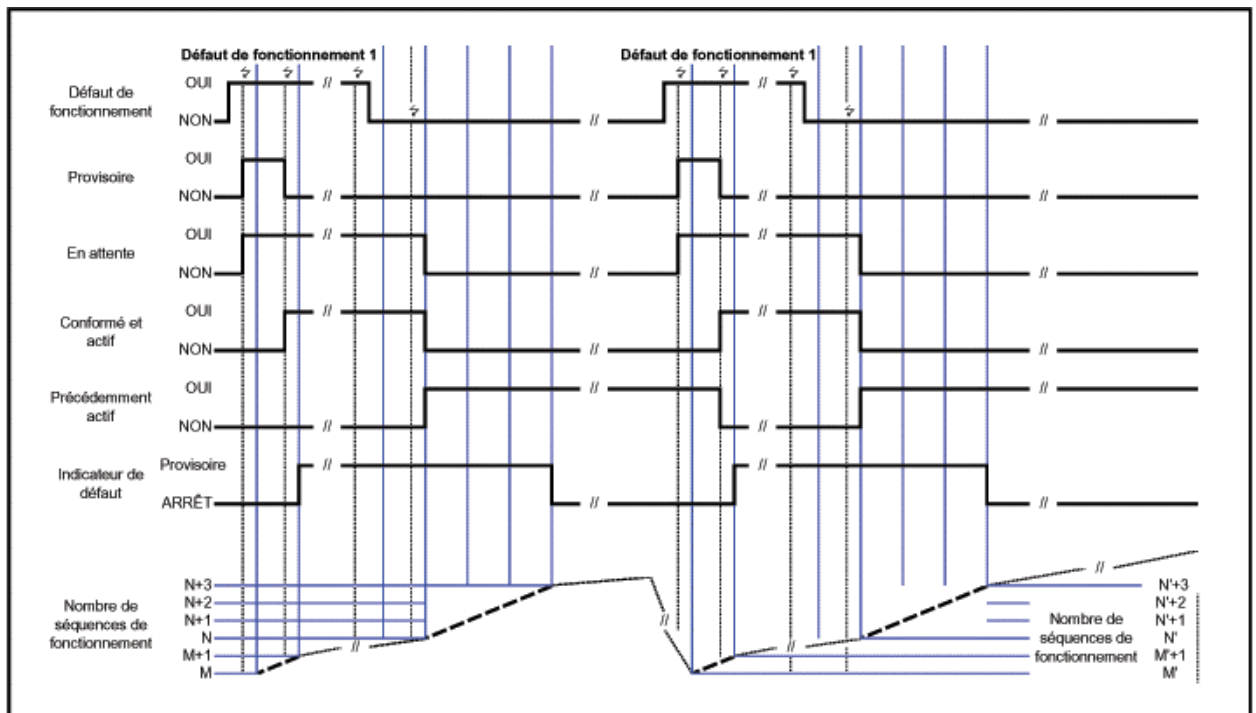 Défaut de fonctionnement 1
Défaut de fonctionnement 1
Défaut de
fonctionnement
OUI
NON
Provisoire
OUI
NON
En attente
OUI
NON
Conformé et
actif
OUI
NON
Précédemment
actif
OUI
NON
Indicateur de
défaut
Provisoire
ARRÊT
Nombre de
séquences de
fonctionnement
N+3
N+2
N+1
N
M+1
M
Nombre de
séquences de
fonctionnement
N'+3
N'+2
N'+1
N'
M'+1
M'